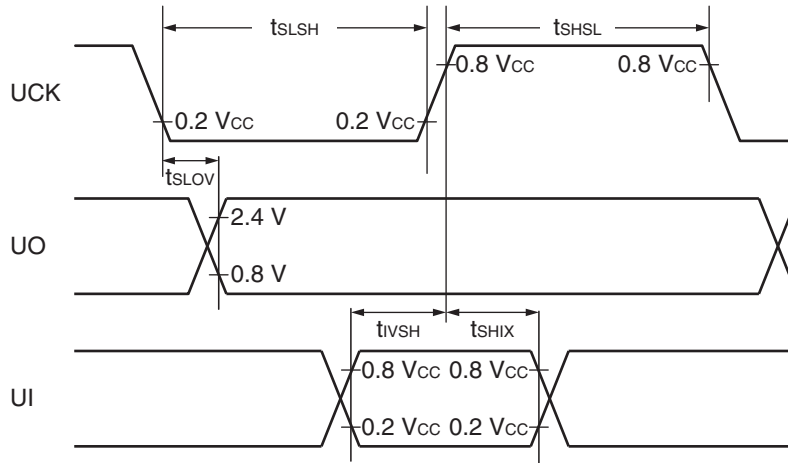 tSLSH tSHSL
UCK
0.8 VCC 0.8 VCC
0.2 VCC 0.2 VCC
tSLOV
UO
2.4 V
0.8 V
tIVSH tSHIX
UI
0.8 VCC 0.8 VCC
0.2 VCC 0.2 VCC